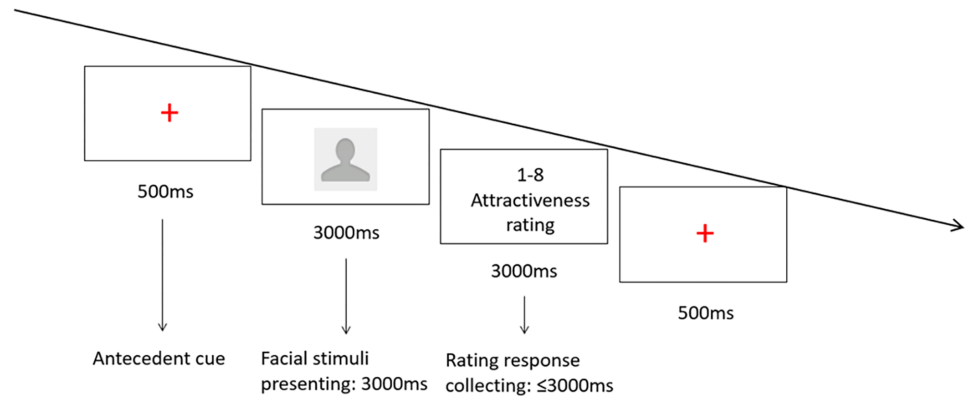 500ms
3000ms
1-8
Attractiveness
rating
3000ms
500ms
Antecedent cue
Facial stimuli
presenting: 3000ms
Rating response
collecting: ≤3000ms